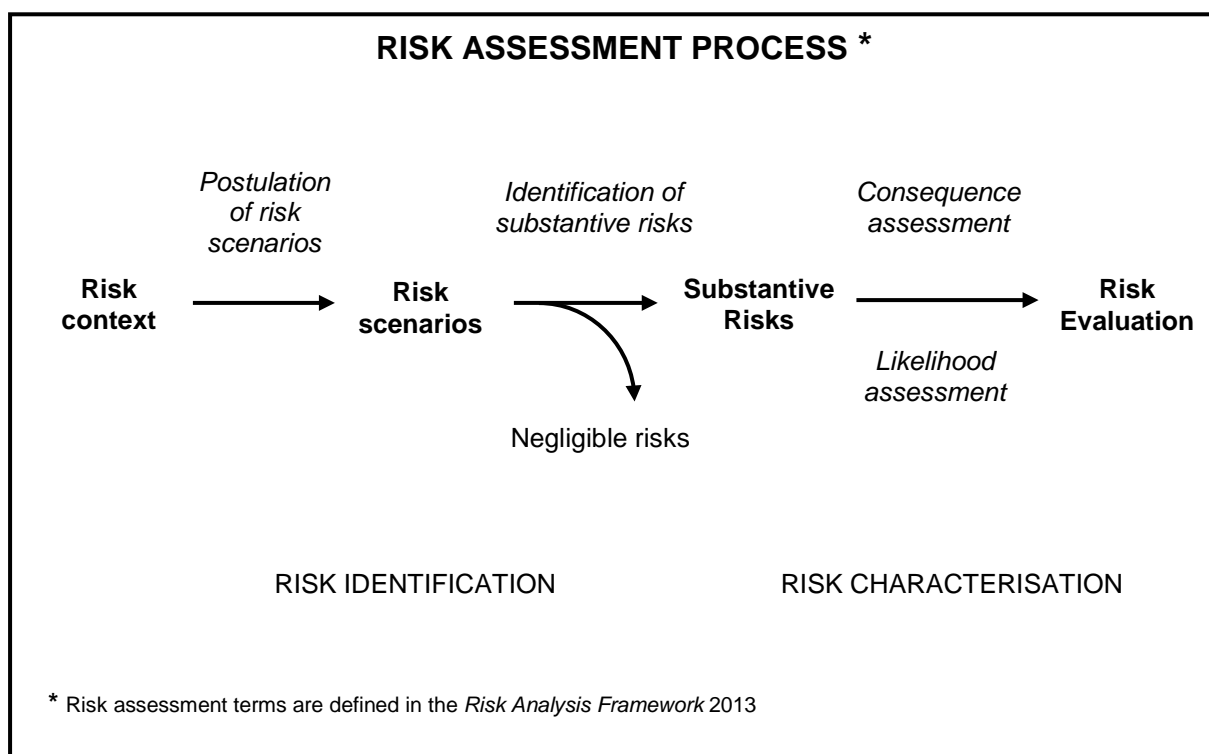 RISK ASSESSMENT PROCESS *
Postulation
of risk
scenarios
Identification of
substantive risks
Consequence
assessment
Risk
context
Risk
scenarios
Substantive
Risks
Risk
Evaluation
Likelihood
assessment
Negligible risks
RISK IDENTIFICATION
RISK CHARACTERISATION
* Risk assessment terms are defined in the Risk Analysis Framework 2013